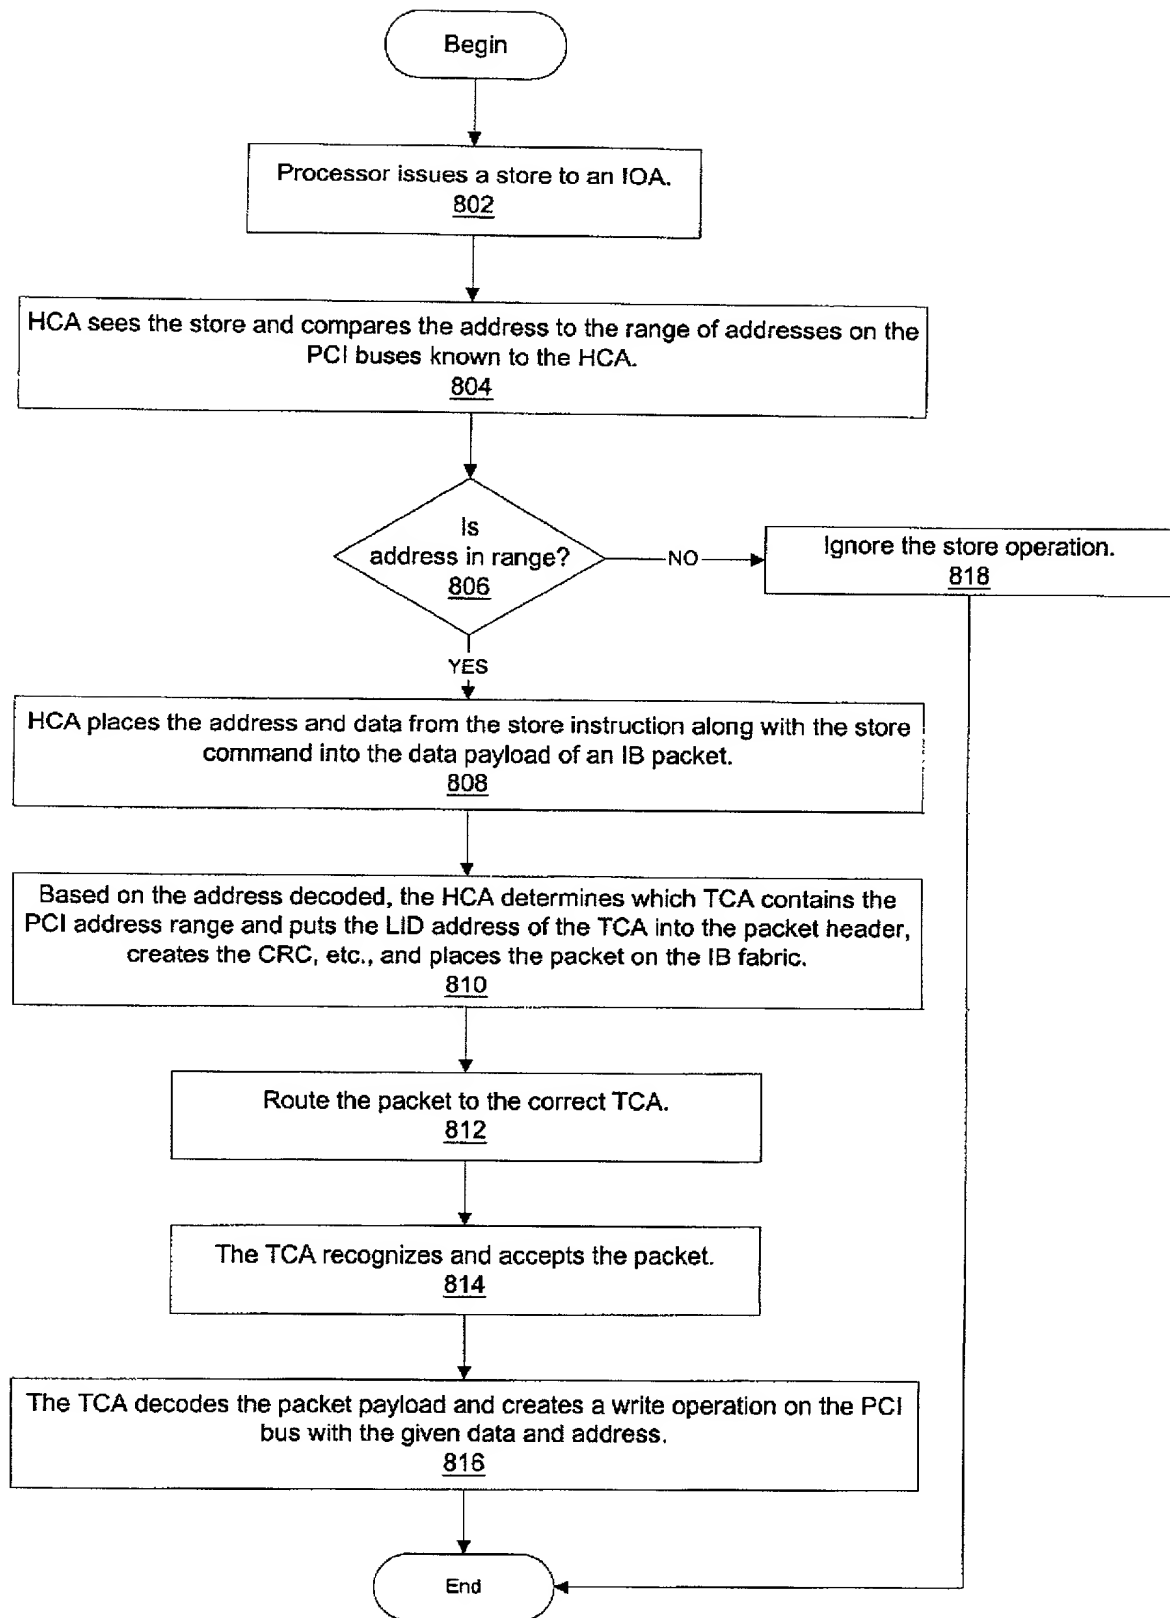 Begin
Processor issues a store to an IOA.
802
HCA sees the store and compares the address to the range of addresses on the
PCI buses known to the HCA.
804
Is
address in range?
806
NO
Ignore the store operation.
818
YES
HCA places the address and data from the store instruction along with the store
command into the data payload of an IB packet.
808
Based on the address decoded, the HCA determines which TCA contains the
PCI address range and puts the LID address of the TCA into the packet header,
creates the CRC, etc., and places the packet on the IB fabric.
810
Route the packet to the correct TCA.
812
The TCA recognizes and accepts the packet.
814
The TCA decodes the packet payload and creates a write operation on the PCI
bus with the given data and address.
816
End